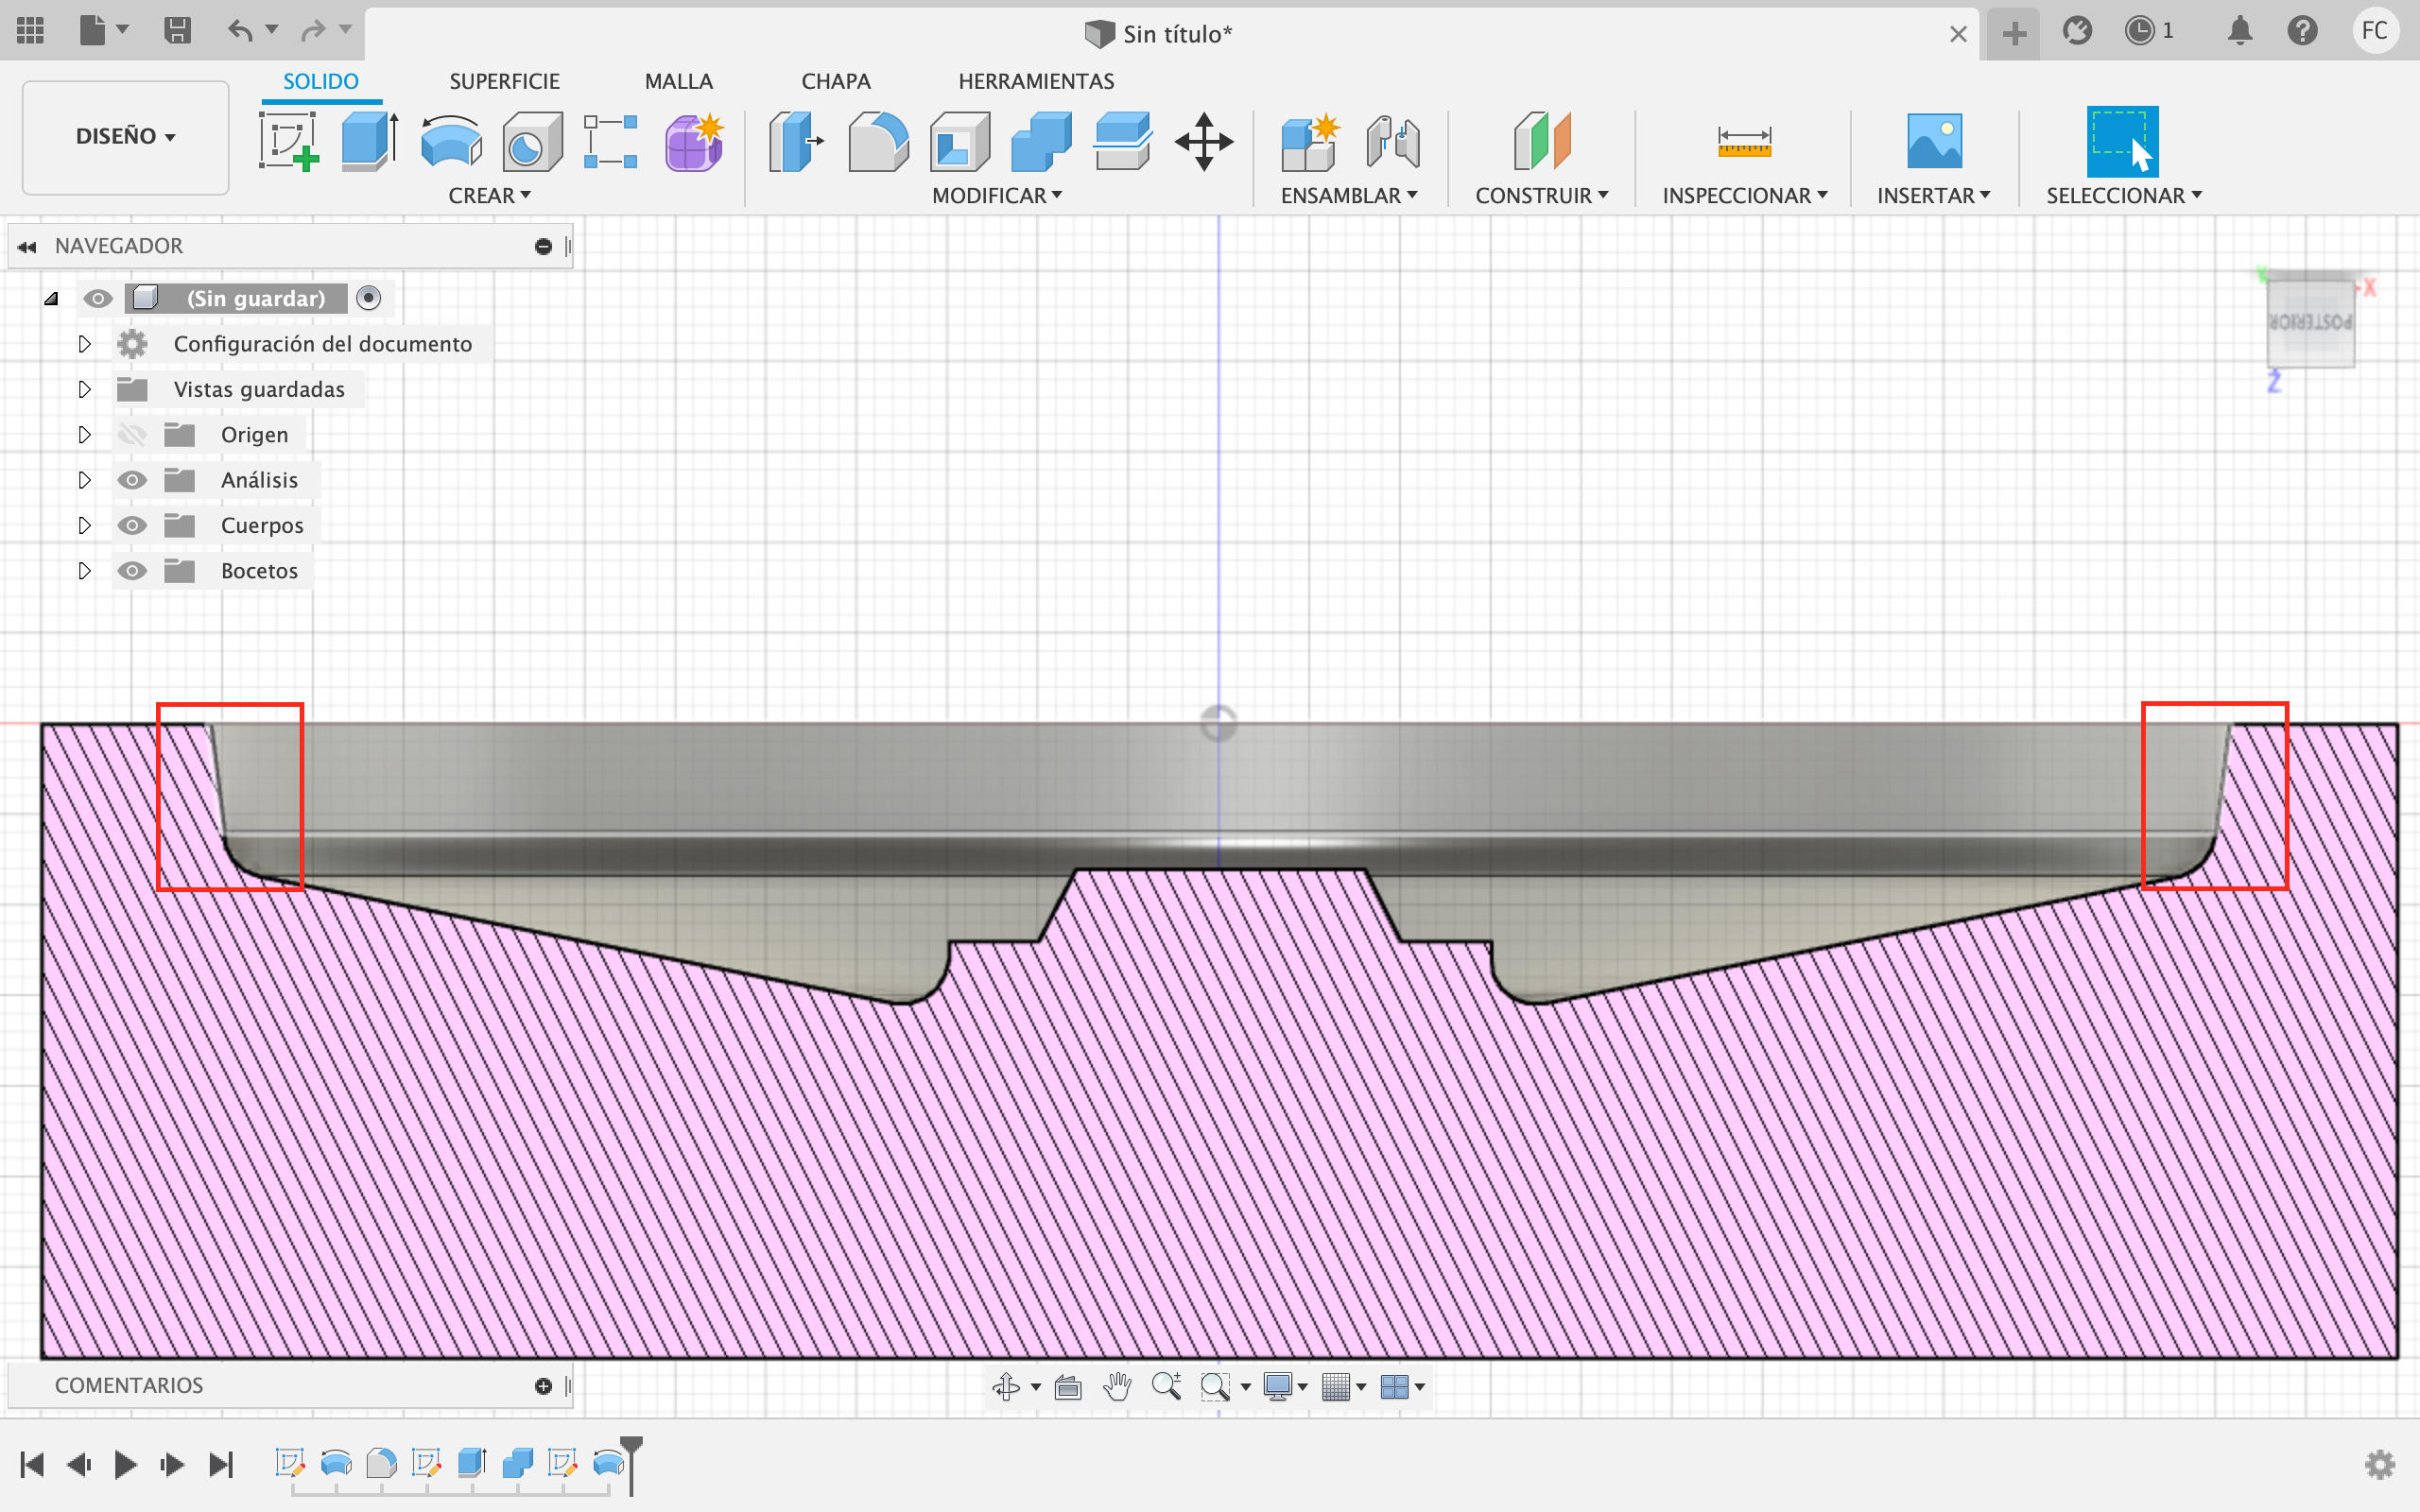 Sin título*
1
FC
SOLIDO
SUPERFICIE
MALLA
CHAPA
HERRAMIENTAS
DISEÑO
CREAR
MODIFICAR
ENSAMBLAR
CONSTRUIR
INSPECCIONAR
INSERTAR
SELECCIONAR
NAVEGADOR
(Sin guardar)
Configuración del documento
Vistas guardadas
Origen
Análisis
Cuerpos
Bocetos
Y
X
POSTERIOR
Z
COMENTARIOS